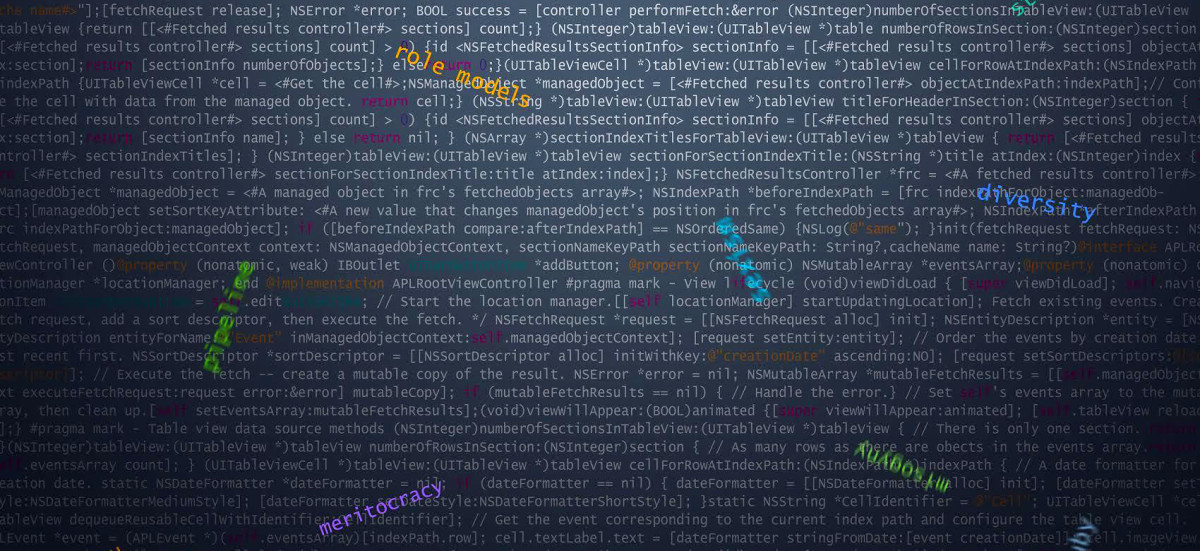 che name#>"];[fetchRequest release]; NSError *error; BOOL success = [controller performFetch:&error (NSInteger)numberOfSectionsInTableView:(UITableView
tableView {return [[<#Fetched results controller#> sections] count];} (NSInteger)tableView:(UITableView *)table numberOfRowsInSection:(NSInteger)section
[<#Fetched results controller#> sections] count] > 0) {id <NSFetchedResultsSectionInfo> sectionInfo = [[<#Fetched results controller#> sections] objectA
x:section];return [sectionInfo numberOfObjects];} else return 0;}(UITableViewCell *)tableView:(UITableView *)tableView cellForRowAtIndexPath:(NSIndexPath
role models
indexPath {UITableViewCell *cell = <#Get the cell#>;NSManagedObject *managedObject = [<#Fetched results controller#> objectAtIndexPath:indexPath];// Con
e the cell with data from the managed object. return cell;} (NSString *)tableView:(UITableView *)tableView titleForHeaderInSection:(NSInteger)section {
[<#Fetched results controller#> sections] count] > 0) {id <NSFetchedResultsSectionInfo> sectionInfo = [[<#Fetched results controller#> sections] objectA
x:section];return [sectionInfo name]; } else return nil; } (NSArray *)sectionIndexTitlesForTableView:(UITableView *)tableView { return [<#Fetched result
ntroller#> sectionIndexTitles]; } (NSInteger)tableView:(UITableView *)tableView sectionForSectionIndexTitle:(NSString *)title atIndex:(NSInteger)index {
[<#Fetched results controller#> sectionForSectionIndexTitle:title atIndex:index];} NSFetchedResultsController *frc = <#A fetched results controller#>
ManagedObject *managedObject = <#A managed object in frc's fetchedObjects array#>; NSIndexPath *beforeIndexPath = [frc indexPathForObject:managedOb-
diversity
ct];[managedObject setSortKeyAttribute: <#A new value that changes managedObject's position in frc's fetchedObjects array#>; NSIndexPath *afterIndexPath
rc indexPathForObject:managedObject]; if ([beforeIndexPath compare:afterIndexPath] == NSOrderedSame) {NSLog(@"same"); }init(fetchRequest fetchRequest: NS
tchRequest, managedObjectContext context: NSManagedObjectContext, sectionNameKeyPath sectionNameKeyPath: String?,cacheName name: String?)@interface APLR
ewController ()@property (nonatomic, weak) IBOutlet *addButton; @property (nonatomic) NSMutableArray *eventsArray;@property (nonatomic)
tionManager *locationManager; end @implementation APLRootViewController #pragma mark - View lifecycle (void)viewDidLoad { [super viewDidLoad]; self.navi
bias
pipeline
onItem = self.edit // Start the location manager.[[self locationManager] startUpdatingLocation]; Fetch existing events. Cre
tch request, add a sort descriptor, then execute the fetch. */ NSFetchRequest *request = [[NSFetchRequest alloc] init]; NSEntityDescription *entity = [N
tyDescription entityForName:@"Event" inManagedObjectContext:self.managedObjectContext]; [request setEntity:entity]; // Order the events by creation date
st recent first. NSSortDescriptor *sortDescriptor = [[NSSortDescriptor alloc] initWithKey:@"creationDate" ascending:NO]; [request setSortDescriptors:
]; // Execute the fetch -- create a mutable copy of the result. NSError *error = nil; NSMutableArray *mutableFetchResults = [[self.managedObject
xt executeFetchRequest:request error:&error] mutableCopy]; if (mutableFetchResults == nil) { // Handle the error.} // Set self's events array to the mut
ray, then clean up.[self setEventsArray:mutableFetchResults];(void)viewWillAppear:(BOOL)animated {[super viewWillAppear:animated]; [self.tableView reloa
];} #pragma mark - Table view data source methods (NSInteger)numberOfSectionsInTableView:(UITableView *)tableView { // There is only one section.
}(NSInteger)tableView:(UITableView *)tableView numberOfRowsInSection:(NSInteger)section { // As many rows as there are obects in the events array.
.eventsArray count]; } (UITableViewCell *)tableView:(UITableView *)tableView cellForRowAtIndexPath:(NSIndexPath *)indexPath { // A date formatter for
misogyny
eation date. static NSDateFormatter *dateFormatter = nil; if (dateFormatter == nil) { dateFormatter = [[NSDateFormatter alloc] init]; [dateFormatter set
tyle:NSDateFormatterMediumStyle]; [dateFormatter setDateStyle:NSDateFormatterShortStyle]; }static NSString *CellIdentifier = @"Cell"; UITableViewCell *ce
meritocracy
ableView dequeueReusableCellWithIdentifier:CellIdentifier]; // Get the event corresponding to the current index path and configure the table view cell.
PLEvent *event = (APLEvent *)(self.eventsArray)[indexPath.row]; cell.textLabel.text = [dateFormatter stringFromDate:[event creationDate]]; cell.imageView